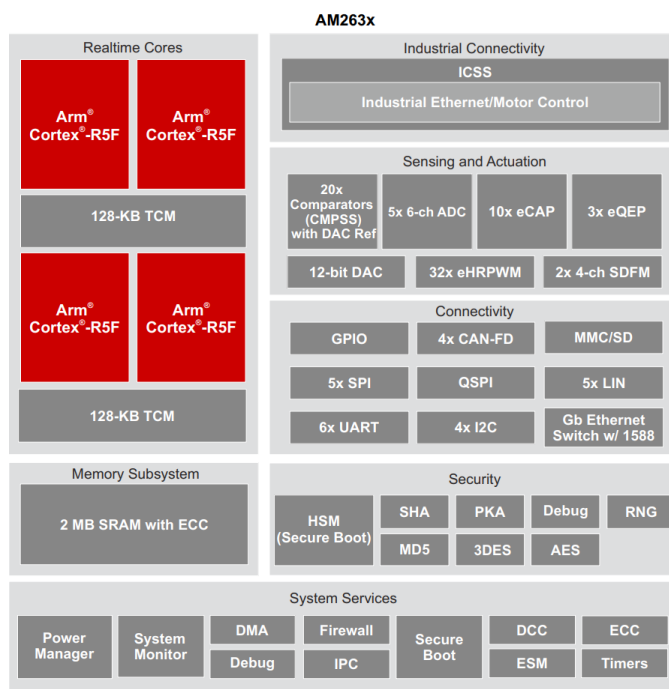 AM263x
Realtime Cores
Arm®
Cortex®-R5F
Arm®
Cortex®-R5F
128-KB TCM
Arm®
Cortex®-R5F
Arm®
Cortex®-R5F
128-KB TCM
Industrial Connectivity
ICSS
Industrial Ethernet/Motor Control
Sensing and Actuation
20x
Comparators
(CMPSS)
with DAC Ref
5x 6-ch ADC
10x eCAP
3x eQEP
12-bit DAC
32x eHRPWM
2x 4-ch SDFM
Connectivity
GPIO
4x CAN-FD
MMC/SD
5x SPI
QSPI
5x LIN
6x UART
4x I2C
Gb Ethernet
Switch w/ 1588
Memory Subsystem
2 MB SRAM with ECC
Security
HSM
(Secure Boot)
SHA
PKA
Debug
RNG
MD5
3DES
AES
System Services
Power
Manager
System
Monitor
DMA
Debug
Firewall
IPC
Secure
Boot
DCC
ESM
ECC
Timers